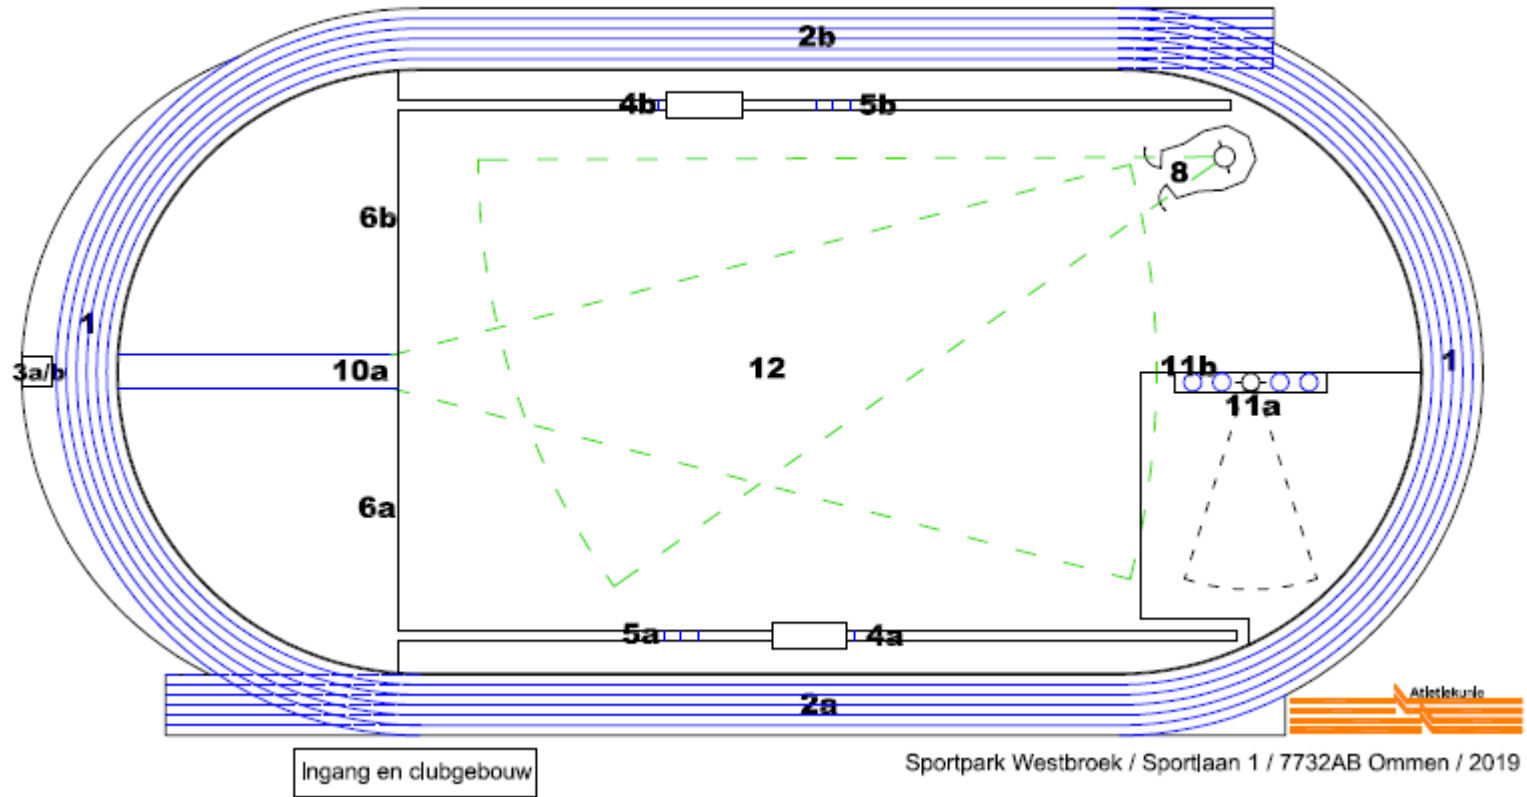 2b
4b
5b
8
6b
1
3a/b
10a
12
11b
1
11a
6a
5a
4a
2a
Atletiekunie
Ingang en clubgebouw
Sportpark Westbroek / Sportlaan 1 / 7732AB Ommen / 2019